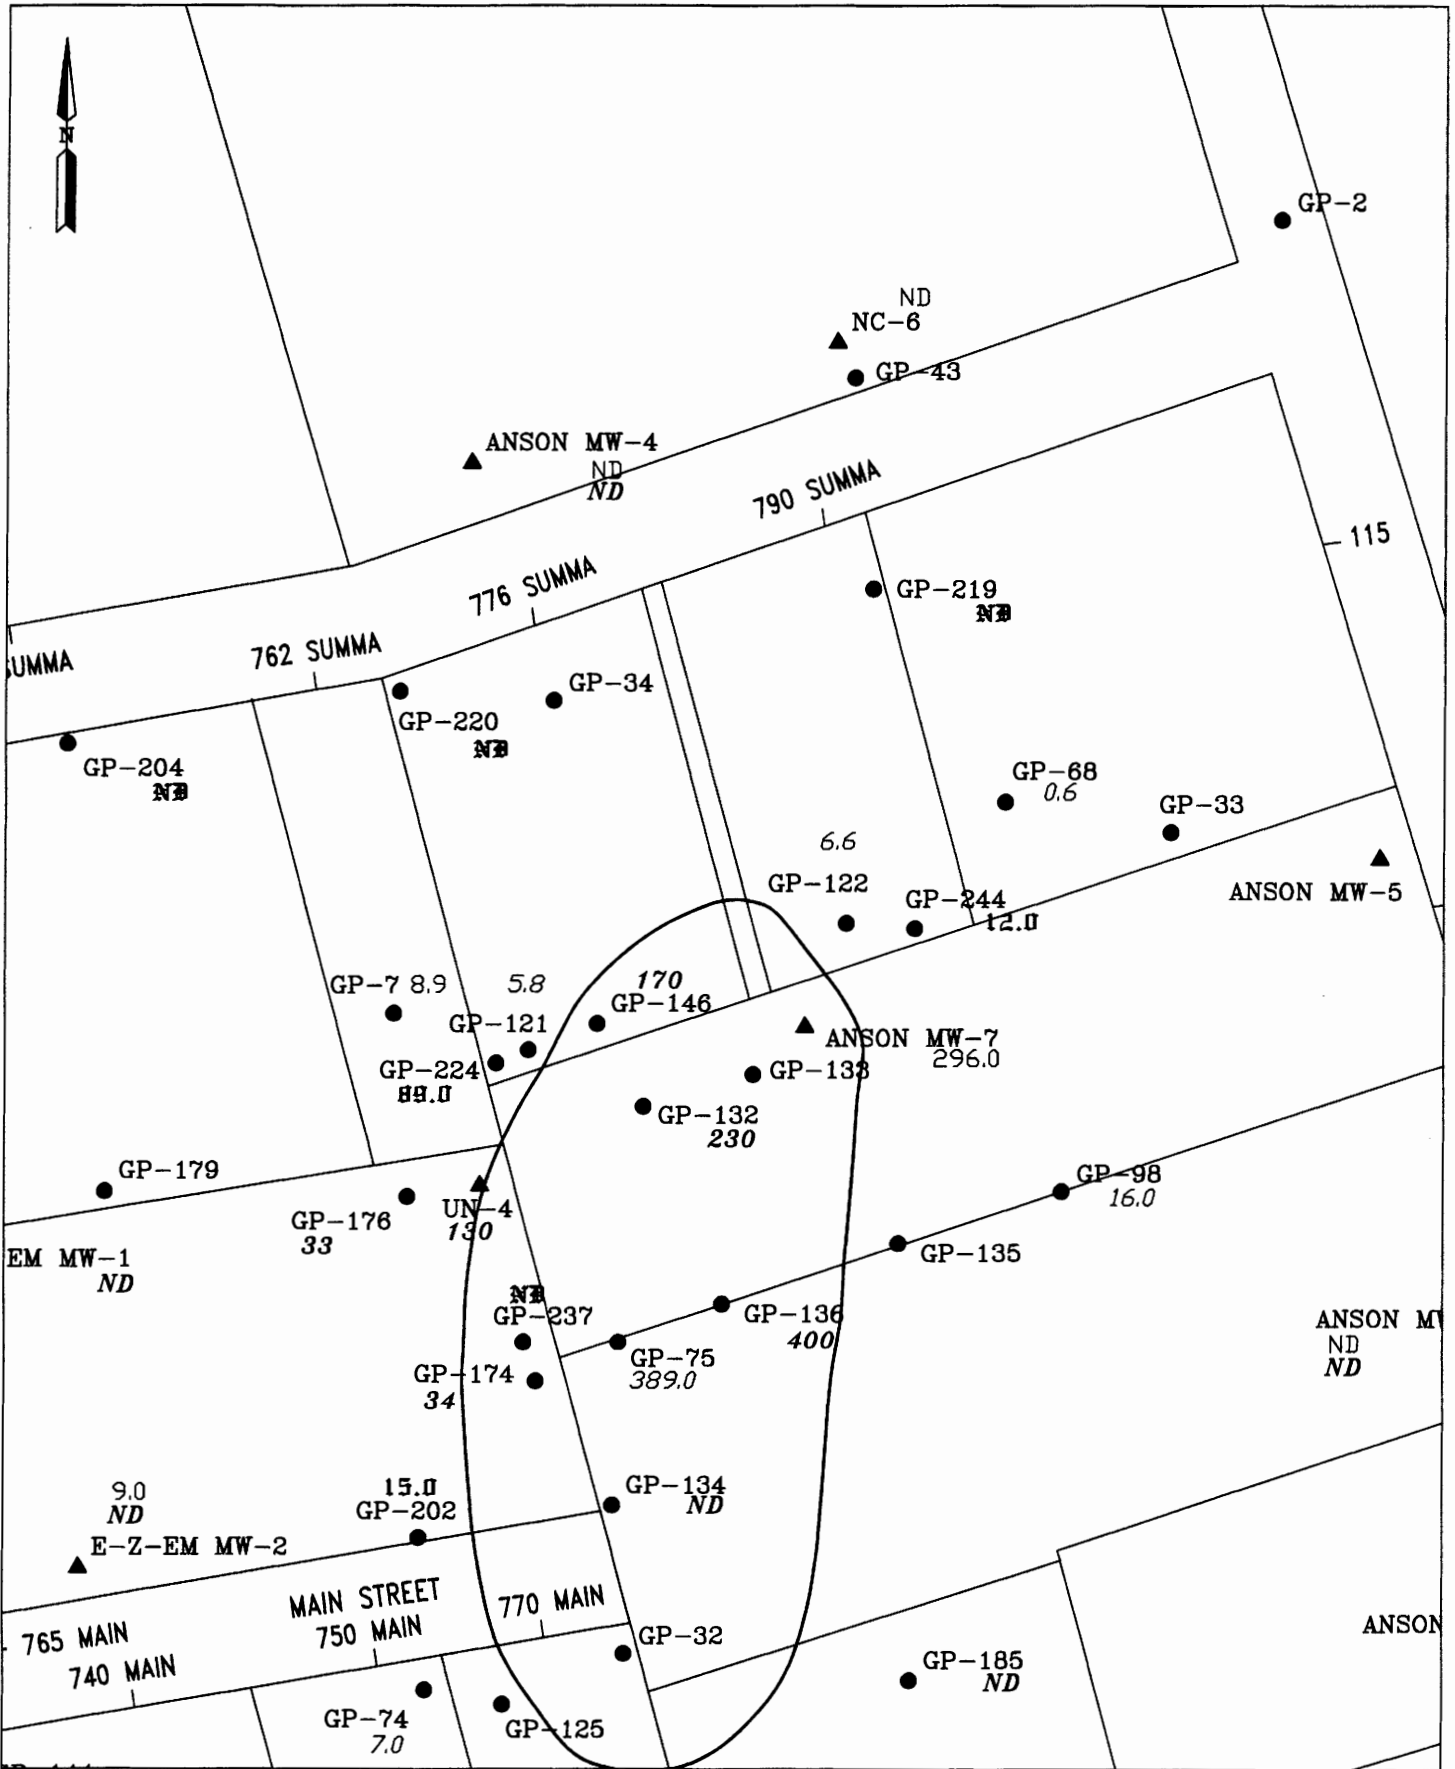 N
GP-2
ND
NC-6
GP-43
ANSON MW-4
ND
ND
790 SUMMA
115
776 SUMMA
GP-219
762 SUMMA
SUMMA
GP-34
GP-220
GP-204
GP-68
0.6
GP-33
6.6
GP-122
GP-244
12.0
ANSON MW-5
GP-7 8.9
5.8
170
GP-146
GP-121
ANSON MW-7
296.0
GP-224
GP-133
GP-132
230
GP-179
GP-98
16.0
UN-4
130
GP-176
33
GP-135
EM MW-1
ND
GP-237
GP-136
400
ANSON
ND
ND
GP-75
389.0
GP-174
34
9.0
ND
15.0
GP-202
GP-134
ND
E-Z-EM MW-2
MAIN STREET
770 MAIN
765 MAIN
750 MAIN
GP-32
ANSON
740 MAIN
GP-185
ND
GP-74
7.0
GP-125